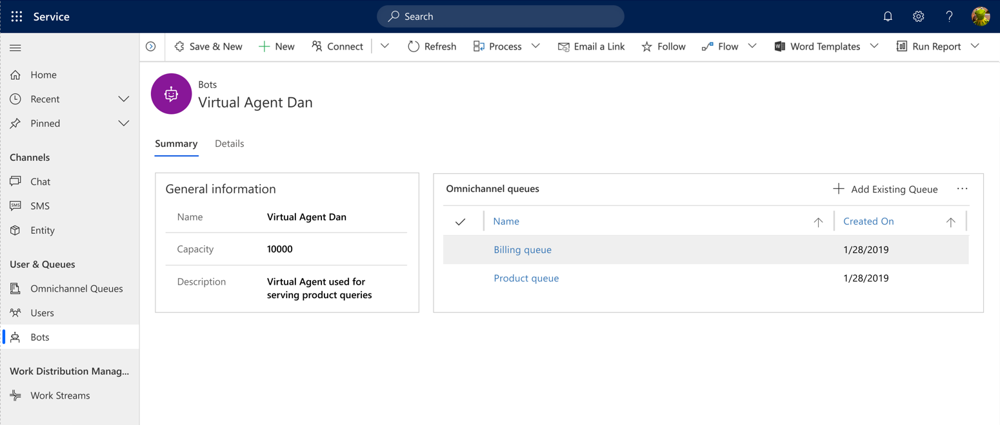 Service
Search
?
Home
Recent
Pinned
Channels
Chat
SMS
SMS
Entity
User & Queues
Omnichannel Queues
Users
Bots
Work Distribution Manag...
Work Streams
Save & New
New
Connect
Refresh
Process
Email a Link
Follow
Flow
W
Word Templates
Run Report
Bots
Virtual Agent Dan
Summary
Details
General information
Name
Virtual Agent Dan
Capacity
10000
Description
Virtual Agent used for
serving product queries
Omnichannel queues
Add Existing Queue
Name
Created On
Billing queue
1/28/2019
Product queue
1/28/2019